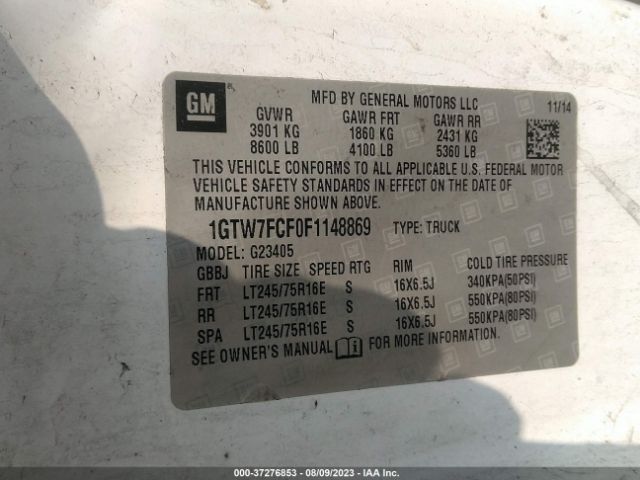 GM
MFD BY GENERAL MOTORS LLC 11/14
GVWR GAWR FRT GAWR RR
3901 KG 1860 KG 2431 KG
8600 LB 4100 LB 5360 LB
THIS VEHICLE CONFORMS TO ALL APPLICABLE U.S. FEDERAL MOTOR
VEHICLE SAFETY STANDARDS IN EFFECT ON THE DATE OF
MANUFACTURE SHOWN ABOVE.
1GTW7FCF0F1148869 TYPE: TRUCK
MODEL: G23405
GBBJ TIRE SIZE SPEED RTG RIM COLD TIRE PRESSURE
FRT LT245/75R16E S 16X6.5J 340KPA(50PSI)
RR LT245/75R16E S 16X6.5J 550KPA(80PSI)
SPA LT245/75R16E S 16X6.5J 550KPA(80PSI)
SEE OWNER'S MANUAL FOR MORE INFORMATION.
000-37276853 - 08/09/2023 - IAA Inc.